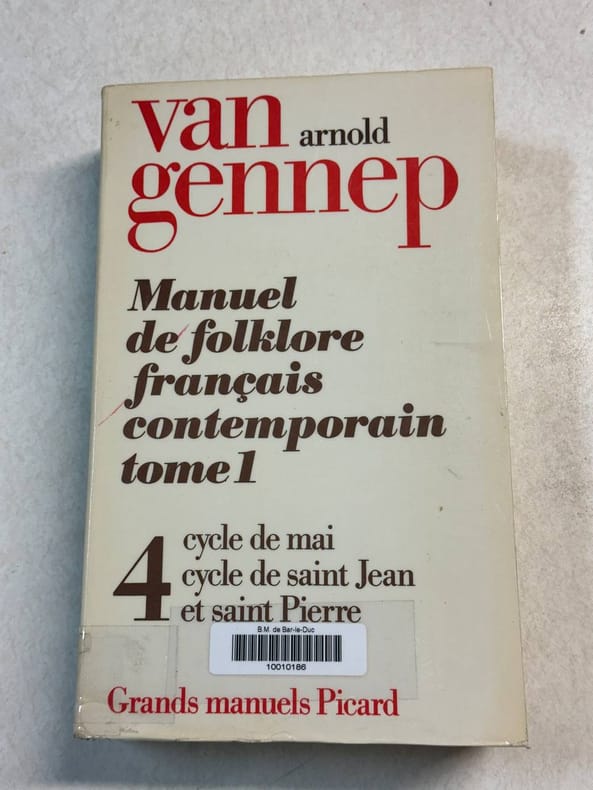 van
arnold
gennep
Manuel
de folklore
français
contemporain
tome 1
4
cycle de mai
cycle de saint Jean
et saint Pierre
B.M. de Bar-le-Duc
10010186
Grands manuels Picard